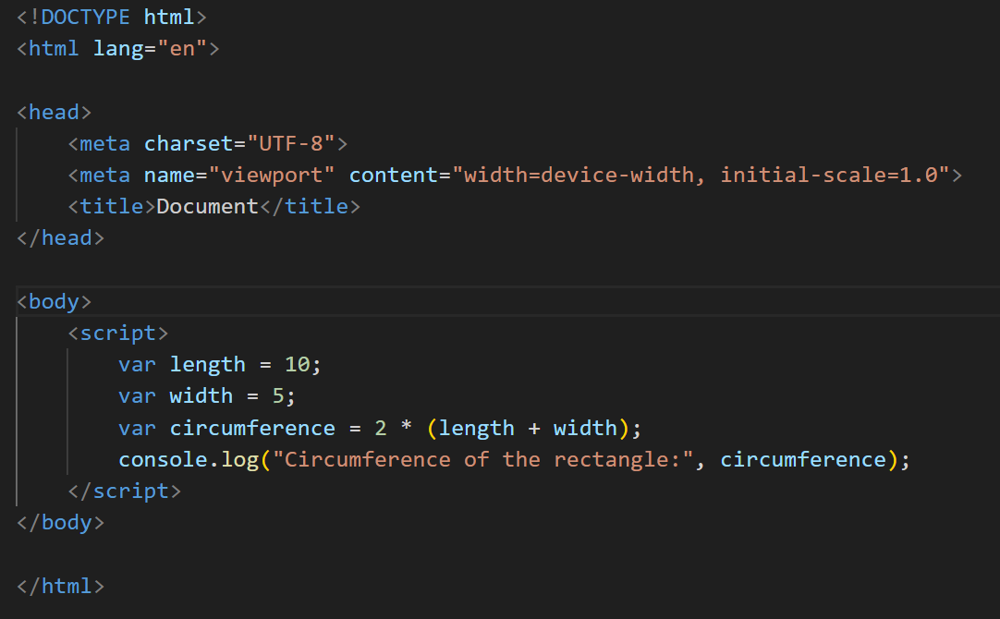 <!DOCTYPE html>
<html lang="en">
<head>
<meta charset="UTF-8">
<meta name="viewport" content="width=device-width, initial-scale=1.0">
<title>Document</title>
</head>
<body>
<script>
var length = 10;
var width = 5;
var circumference = 2 * (length + width);
console.log("Circumference of the rectangle:", circumference);
</script>
</body>
</html>